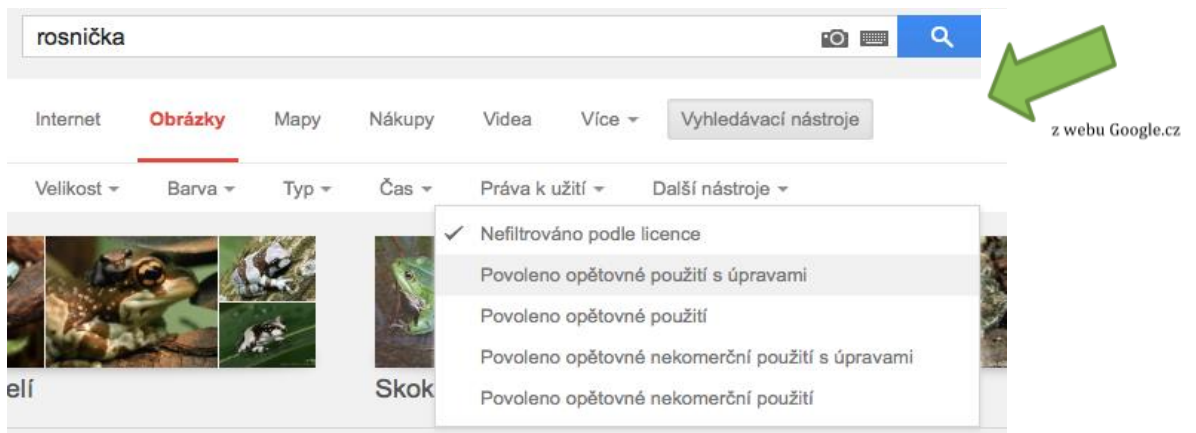 rosnička
Internet Obrázky Mapy Nákupy Videa Více Vyhledávací nástroje
z webu Google.cz
Velikost Barva Typ Čas Práva k užití Další nástroje
Nefiltrováno podle licence
Povoleno opětovné použití s úpravami
Povoleno opětovné použití
Povoleno opětovné nekomerční použití s úpravami
Povoleno opětovné nekomerční použití
elí
Skok